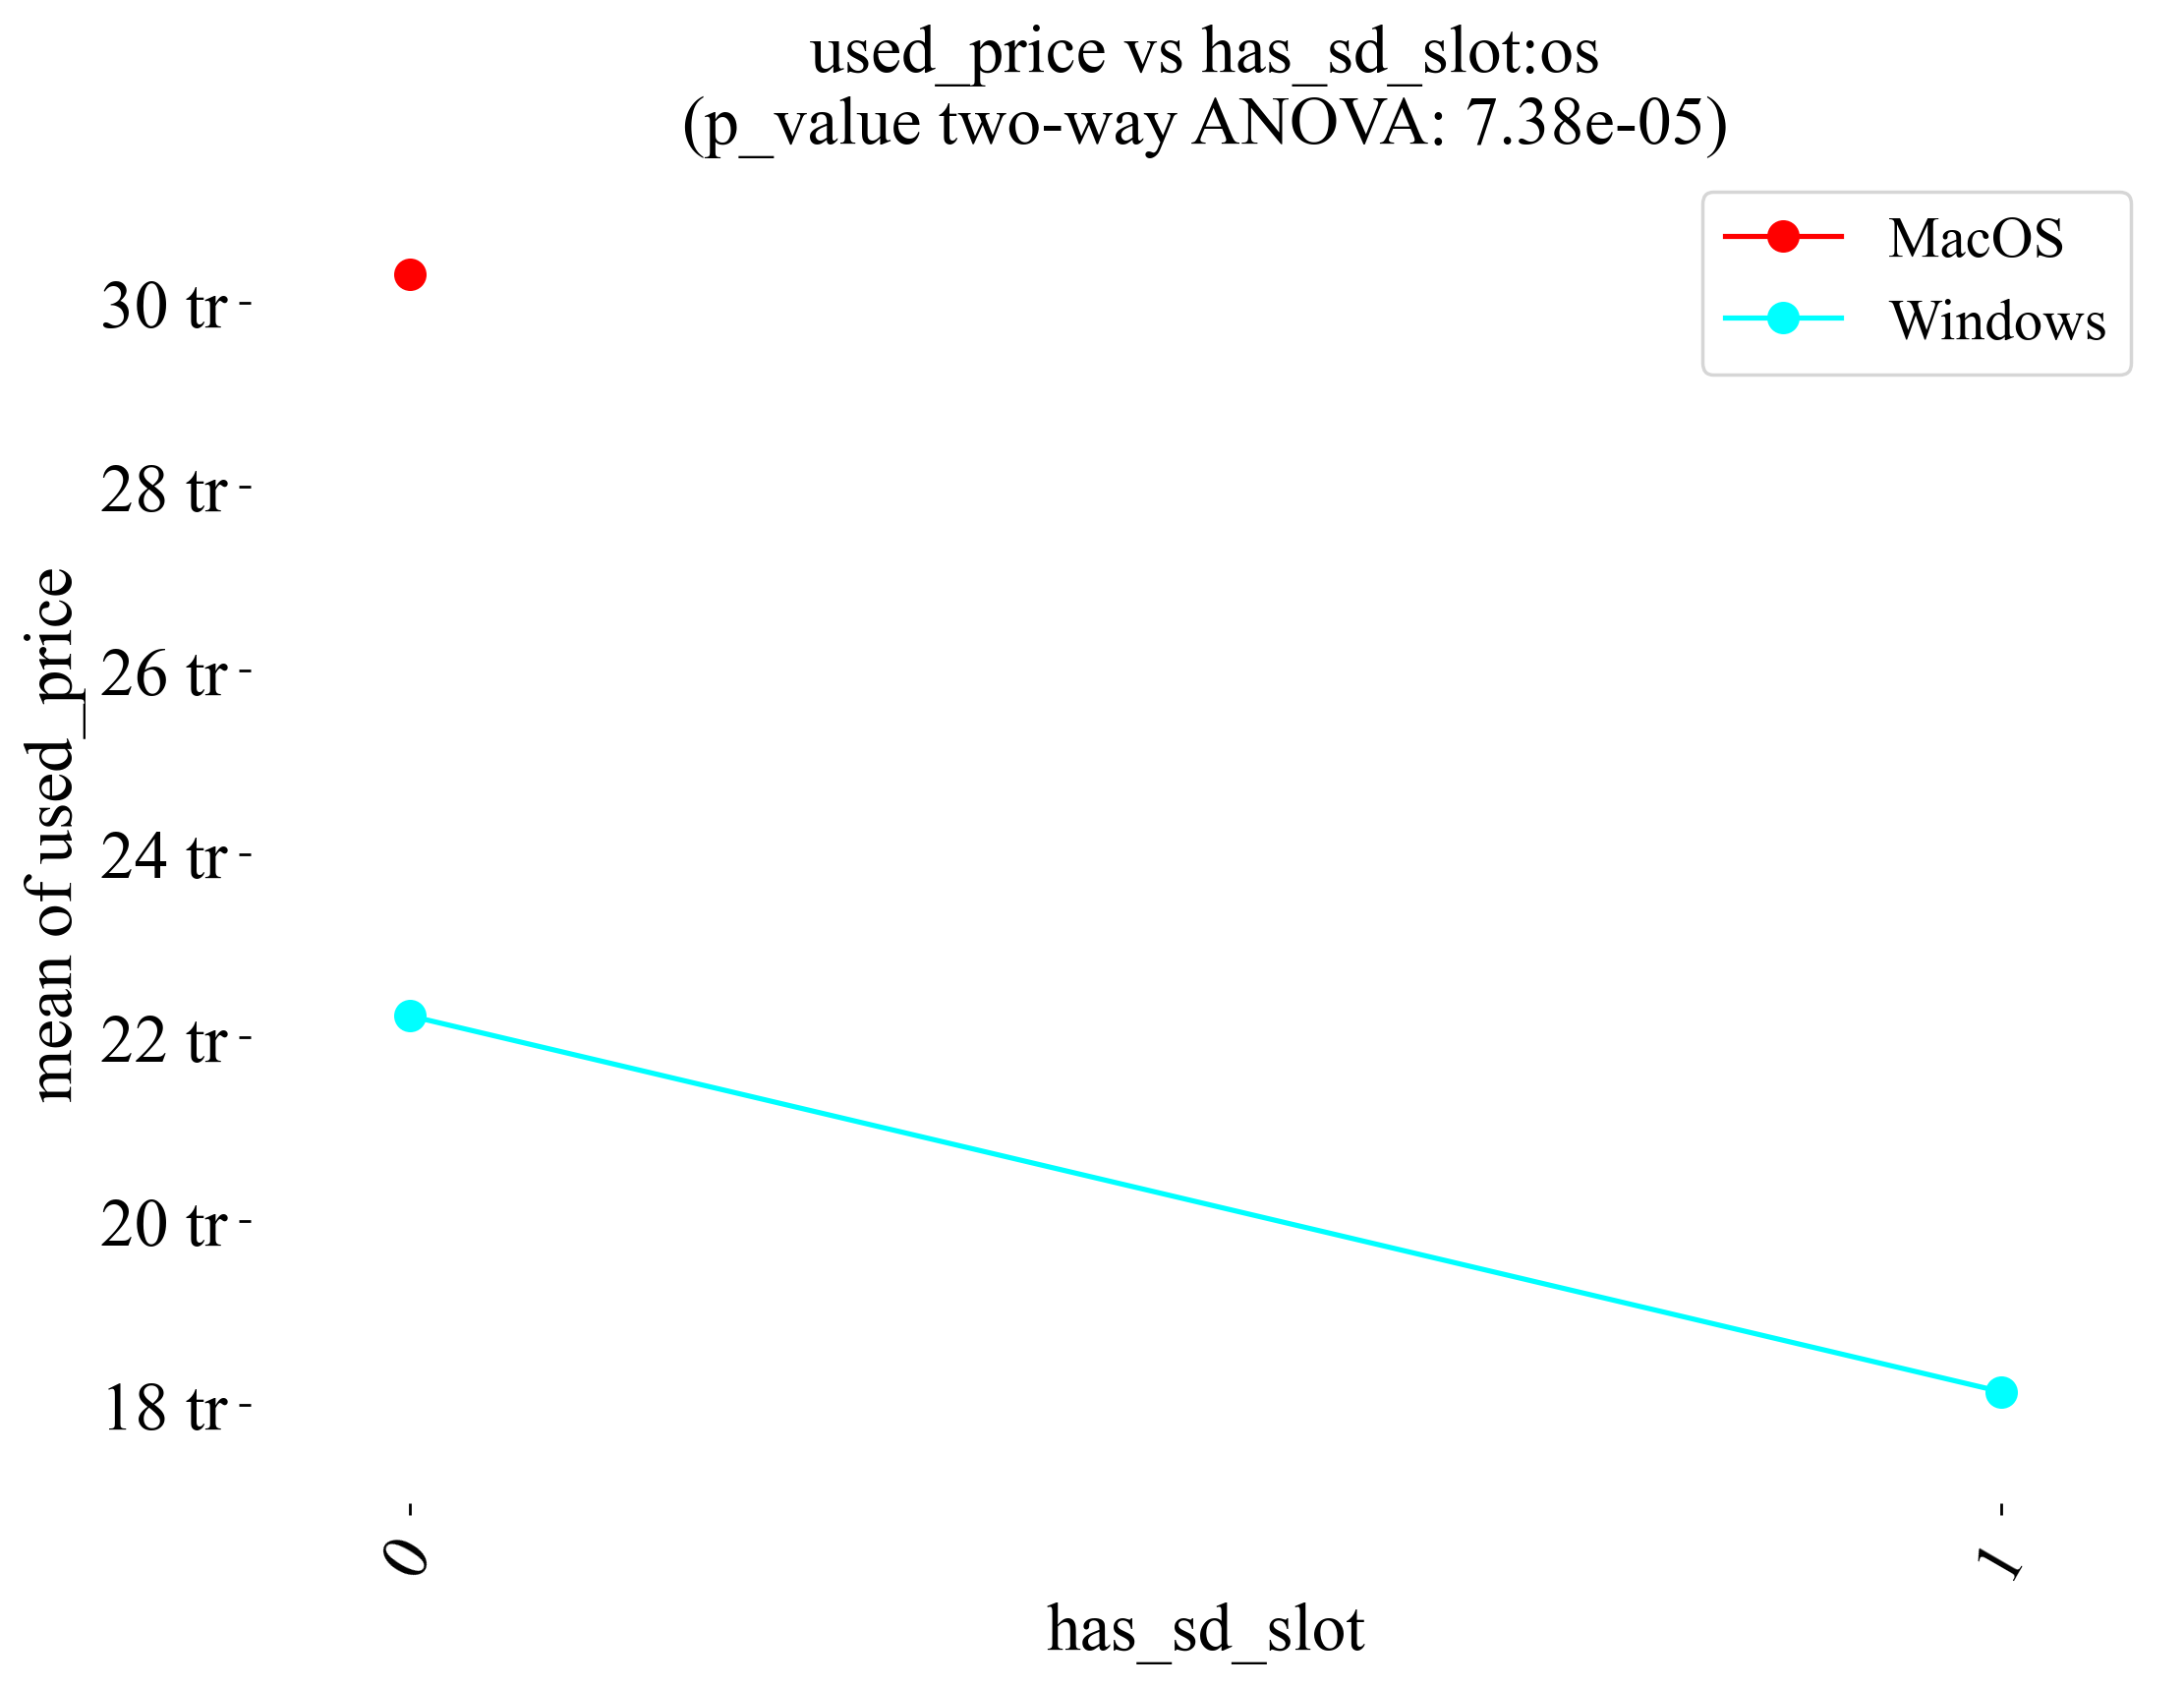 used_price vs has_sd_slot:os
(p_value two-way ANOVA: 7.38e-05)
MacOS
Windows
mean of used_price
30 tr
28 tr
26 tr
24 tr
22 tr
20 tr
18 tr
0
1
has_sd_slot